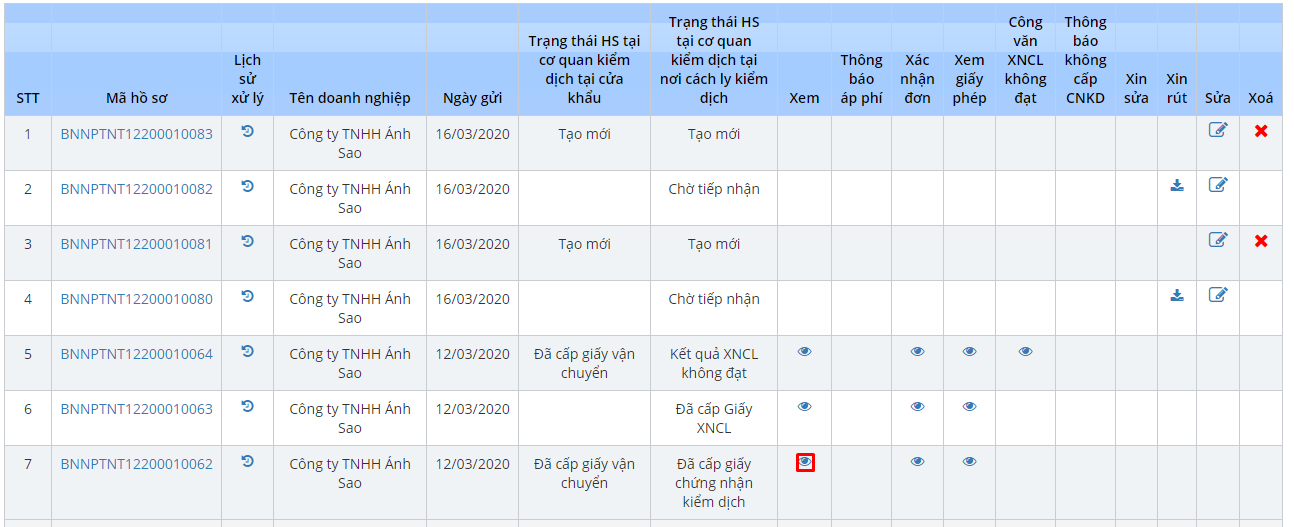 STT
Mã hồ sơ
Lịch
sử
xử lý
Tên doanh nghiệp
Ngày gửi
Trạng thái HS tại
cơ quan kiểm
dịch tại cửa
khẩu
Trạng thái HS
tại cơ quan
kiểm dịch tại
nơi cách ly kiểm
dịch
Xem
Thông
báo
áp phí
Xác
nhận
đơn
Xem
giấy
phép
Công
văn
XNCL
không
đạt
Thông
báo
không
cấp
CNKD
Xin
sửa
Xin
rút
Sửa
Xoá
1
BNNPTNT12200010083
Công ty TNHH Ánh
Sao
16/03/2020
Tạo mới
Tạo mới
2
BNNPTNT12200010082
Công ty TNHH Ánh
Sao
16/03/2020
Chờ tiếp nhận
3
BNNPTNT12200010081
Công ty TNHH Ánh
Sao
16/03/2020
Tạo mới
Tạo mới
4
BNNPTNT12200010080
Công ty TNHH Ánh
Sao
16/03/2020
Chờ tiếp nhận
5
BNNPTNT12200010064
Công ty TNHH Ánh
Sao
12/03/2020
Đã cấp giấy vận
chuyển
Kết quả XNCL
không đạt
6
BNNPTNT12200010063
Công ty TNHH Ánh
Sao
12/03/2020
Đã cấp Giấy
XNCL
7
BNNPTNT12200010062
Công ty TNHH Ánh
Sao
12/03/2020
Đã cấp giấy vận
chuyển
Đã cấp giấy
chứng nhận
kiểm dịch